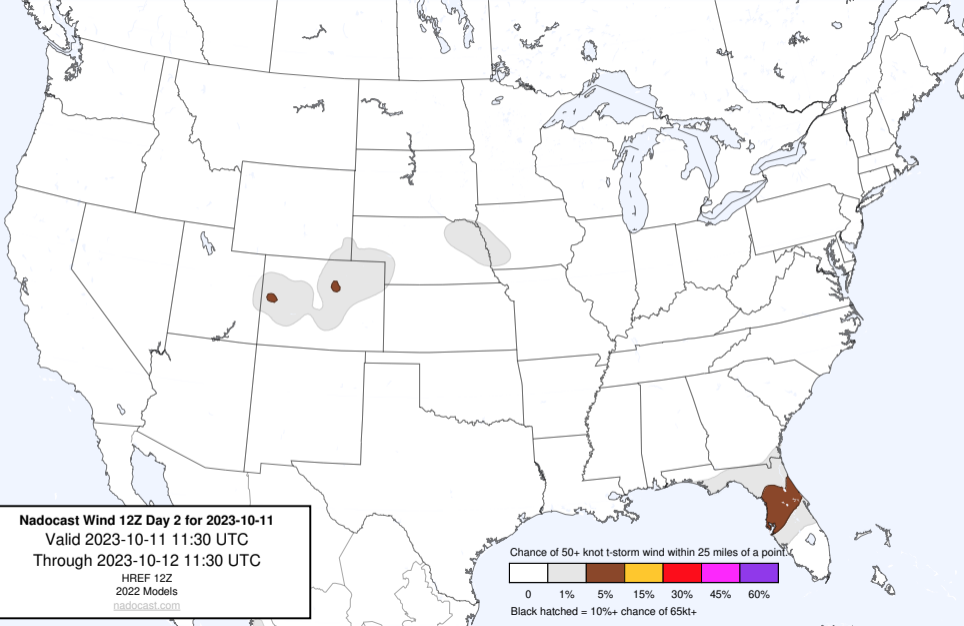 Nadocast Wind 12Z Day 2 for 2023-10-11
Valid 2023-10-11 11:30 UTC
Through 2023-10-12 11:30 UTC
HREF 12Z
2022 Models
nadocast.com
Chance of 50+ knot t-storm wind within 25 miles of a point.
0 1% 5% 15% 30% 45% 60%
Black hatched = 10%+ chance of 65kt+